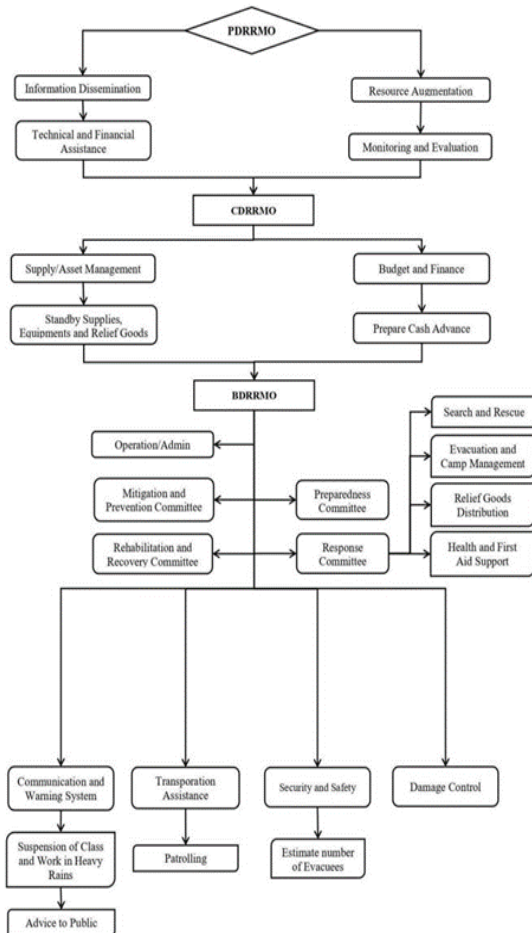 PDRRMO
Information Dissemination
Resource Augmentation
Technical and Financial
Assistance
Monitoring and Evaluation
CDRRMO
Supply/Asset Management
Budget and Finance
Standby Supplies,
Equipments and Relief Goods
Prepare Cash Advance
BDRRMO
Search and Rescue
Operation/Admin
Evacuation and
Camp Management
Mitigation and
Prevention Committee
Preparedness
Committee
Relief Goods
Distribution
Rehabilitation and
Recovery Committee
Response
Committee
Health and First
Aid Support
Communication and
Warning System
Transporation
Assistance
Security and Safety
Damage Control
Suspension of Class
and Work in Heavy
Rains
Patrolling
Estimate number
of Evacuees
Advice to Public